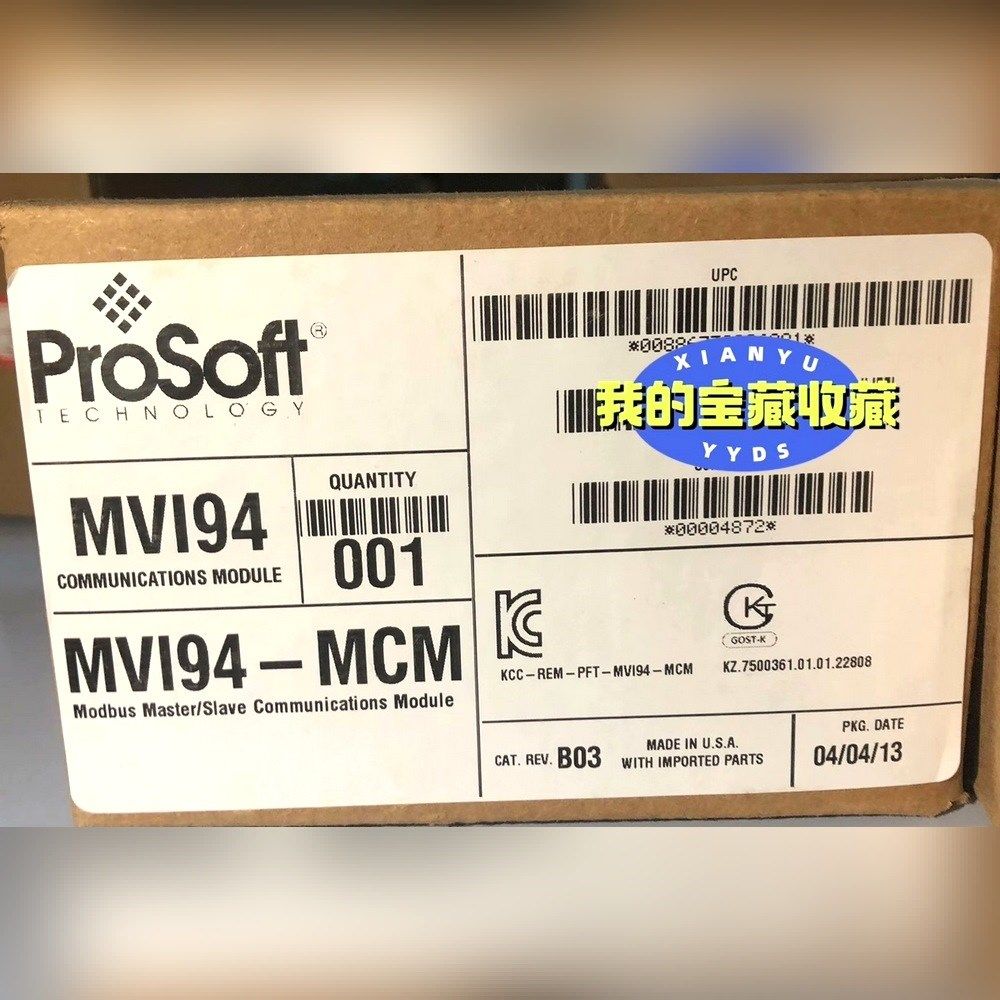 ProSoft®
TECHNOLOGY
MVI94
COMMUNICATIONS MODULE
QUANTITY
001
MVI94-MCM
Modbus Master/Slave Communications Module
UPC
XIANYU
我的宝藏收藏
YYDS
*00004872*
KCC-REM-PFT-MVI94-MCM
GOST-K
KZ.7500361.01.01.22808
CAT. REV. B03
MADE IN U.S.A.
WITH IMPORTED PARTS
PKG. DATE
04/04/13